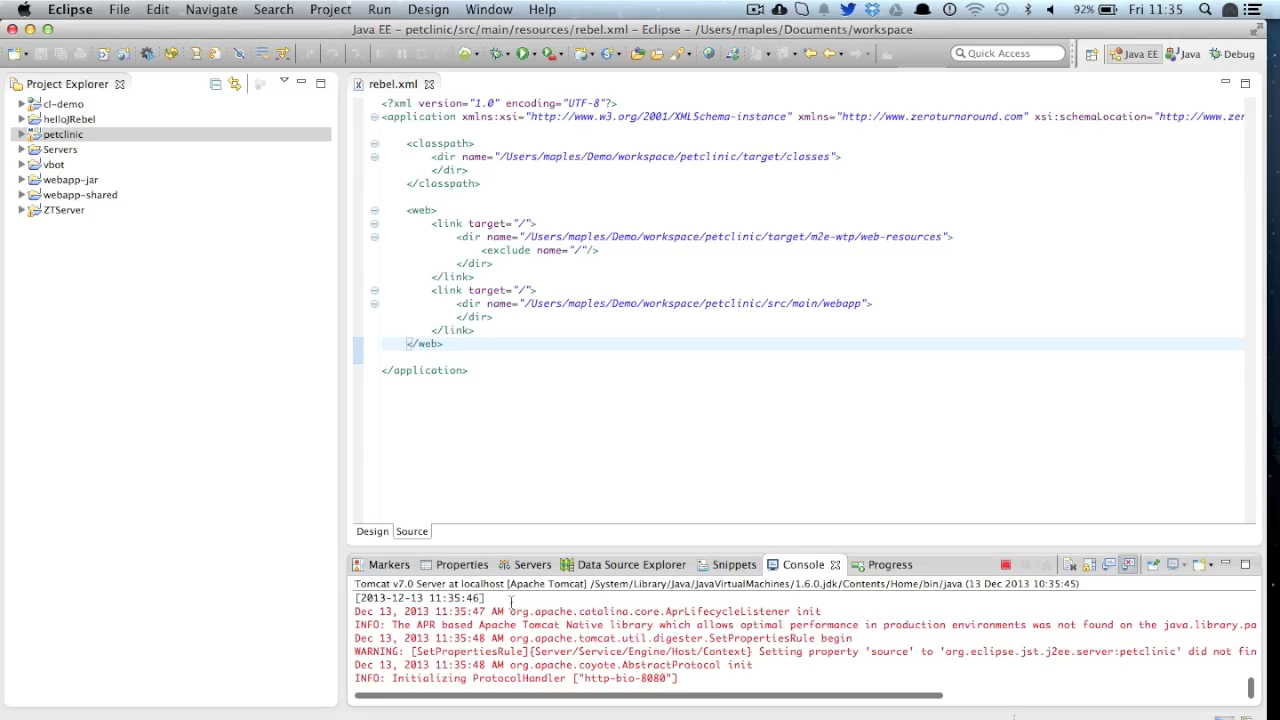 Eclipse File Edit Navigate Search Project Run Design Window Help 92% Fri 11:35
Java EE - petclinic/src/main/resources/rebel.xml - Eclipse - /Users/maples/Documents/workspace
Quick Access Java EE Java Debug
Project Explorer
cl-demo
helloJRebel
petclinic
Servers
vbot
webapp-jar
webapp-shared
ZTServer
rebel.xml
<?xml version="1.0" encoding="UTF-8"?>
<application xmlns:xsi="http://www.w3.org/2001/XMLSchema-instance" xmlns="http://www.zeroturnaround.com" xsi:schemaLocation="http://www.zero
<classpath>
<dir name="/Users/maples/Demo/workspace/petclinic/target/classes">
</dir>
</classpath>
<web>
<link target="/">
<dir name="/Users/maples/Demo/workspace/petclinic/target/m2e-wtp/web-resources">
<exclude name="/"/>
</dir>
</link>
<link target="/">
<dir name="/Users/maples/Demo/workspace/petclinic/src/main/webapp">
</dir>
</link>
</web>
</application>
Design Source
Markers Properties Servers Data Source Explorer Snippets Console Progress
Tomcat v7.0 Server at localhost [Apache Tomcat] /System/Library/Java/JavaVirtualMachines/1.6.0.jdk/Contents/Home/bin/java (13 Dec 2013 10:35:45)
[2013-12-13 11:35:46]
Dec 13, 2013 11:35:47 AM org.apache.catalina.core.AprLifecycleListener init
INFO: The APR based Apache Tomcat Native library which allows optimal performance in production environments was not found on the java.library.pa
Dec 13, 2013 11:35:48 AM org.apache.tomcat.util.digester.SetPropertiesRule begin
WARNING: [SetPropertiesRule]{Server/Service/Engine/Host/Context} Setting property 'source' to 'org.eclipse.jst.j2ee.server:petclinic' did not fin
Dec 13, 2013 11:35:48 AM org.apache.coyote.AbstractProtocol init
INFO: Initializing ProtocolHandler ["http-bio-8080"]